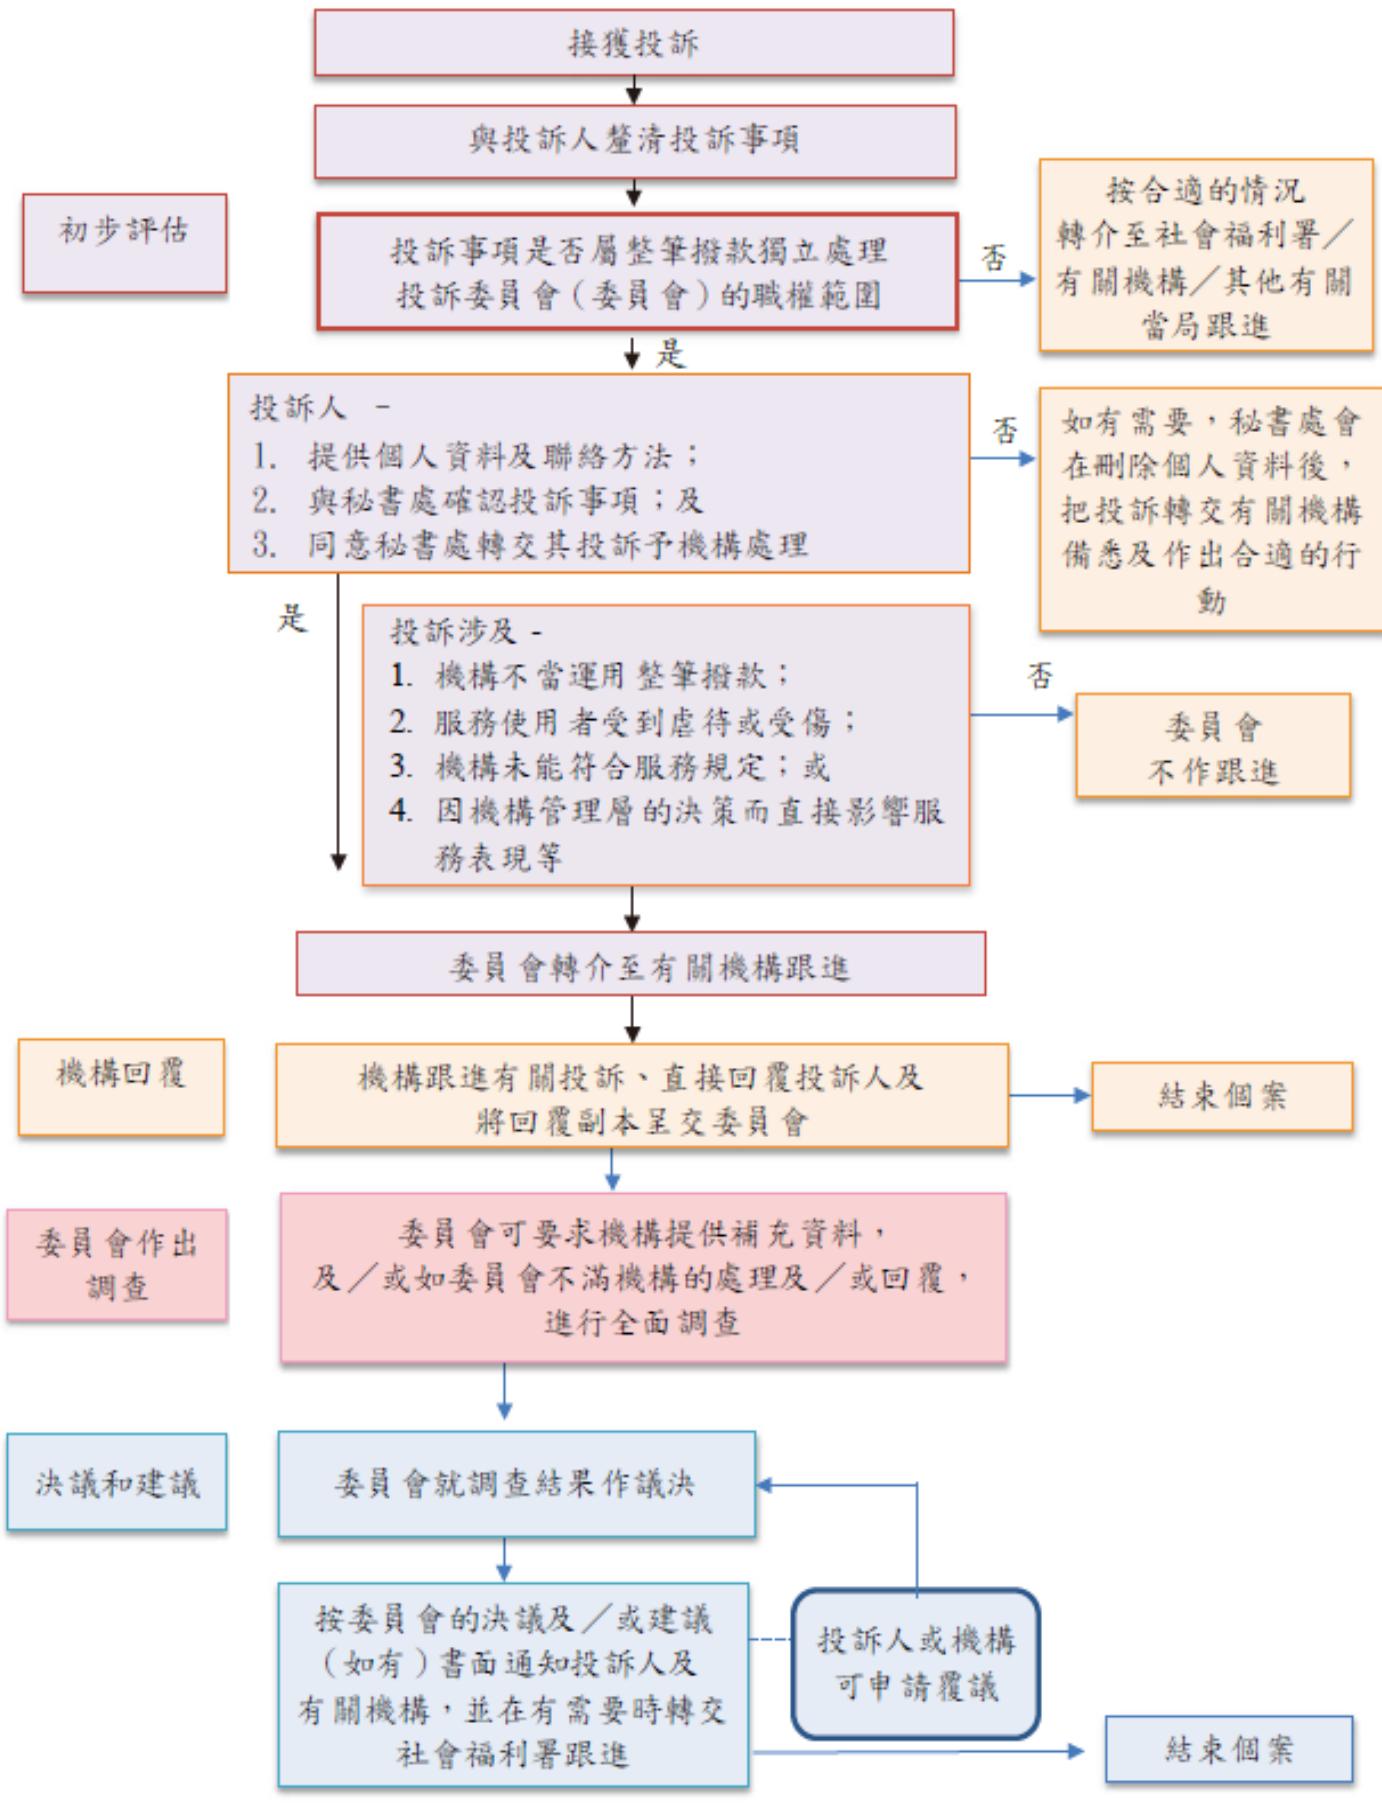 接獲投訴
與投訴人釐清投訴事項
初步評估
投訴事項是否屬整筆撥款獨立處理
投訴委員會（委員會）的職權範圍
否
按合適的情況
轉介至社會福利署／
有關機構／其他有關
當局跟進
是
投訴人 –
1. 提供個人資料及聯絡方法；
2. 與秘書處確認投訴事項；及
3. 同意秘書處轉交其投訴予機構處理
否
如有需要，秘書處會
在刪除個人資料後，
把投訴轉交有關機構
備悉及作出合適的行
動
是
投訴涉及 -
1. 機構不當運用整筆撥款；
2. 服務使用者受到虐待或受傷；
3. 機構未能符合服務規定；或
4. 因機構管理層的決策而直接影響服
務表現等
否
委員會
不作跟進
委員會轉介至有關機構跟進
機構回覆
機構跟進有關投訴、直接回覆投訴人及
將回覆副本呈交委員會
結束個案
委員會作出
調查
委員會可要求機構提供補充資料，
及／或如委員會不滿機構的處理及／或回覆，
進行全面調查
決議和建議
委員會就調查結果作議決
按委員會的決議及／或建議
（如有）書面通知投訴人及
有關機構，並在有需要時轉交
社會福利署跟進
投訴人或機構
可申請覆議
結束個案